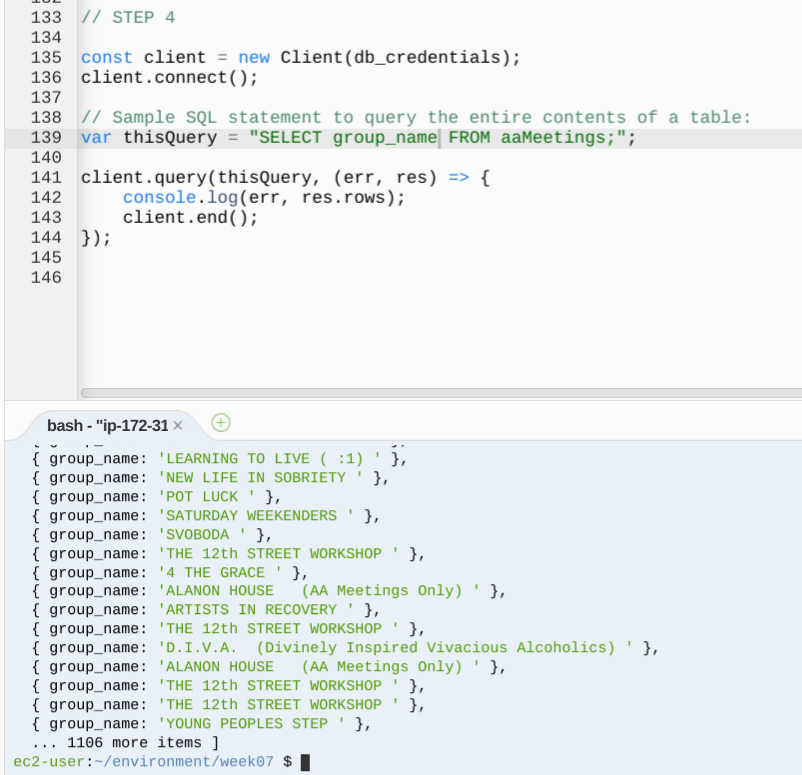 133 // STEP 4
134
135 const client = new Client(db_credentials);
136 client.connect();
137
138 // Sample SQL statement to query the entire contents of a table:
139 var thisQuery = "SELECT group_name FROM aaMeetings;";
140
141 client.query(thisQuery, (err, res) => {
142     console.log(err, res.rows);
143     client.end();
144 });
145
146
bash - "ip-172-31 ×
{ group_name: 'LEARNING TO LIVE ( :1) ' },
{ group_name: 'NEW LIFE IN SOBRIETY ' },
{ group_name: 'POT LUCK ' },
{ group_name: 'SATURDAY WEEKENDERS ' },
{ group_name: 'SVOBODA ' },
{ group_name: 'THE 12th STREET WORKSHOP ' },
{ group_name: '4 THE GRACE ' },
{ group_name: 'ALANON HOUSE   (AA Meetings Only) ' },
{ group_name: 'ARTISTS IN RECOVERY ' },
{ group_name: 'THE 12th STREET WORKSHOP ' },
{ group_name: 'D.I.V.A.  (Divinely Inspired Vivacious Alcoholics) ' },
{ group_name: 'ALANON HOUSE   (AA Meetings Only) ' },
{ group_name: 'THE 12th STREET WORKSHOP ' },
{ group_name: 'THE 12th STREET WORKSHOP ' },
{ group_name: 'YOUNG PEOPLES STEP ' },
... 1106 more items ]
ec2-user:~/environment/week07 $